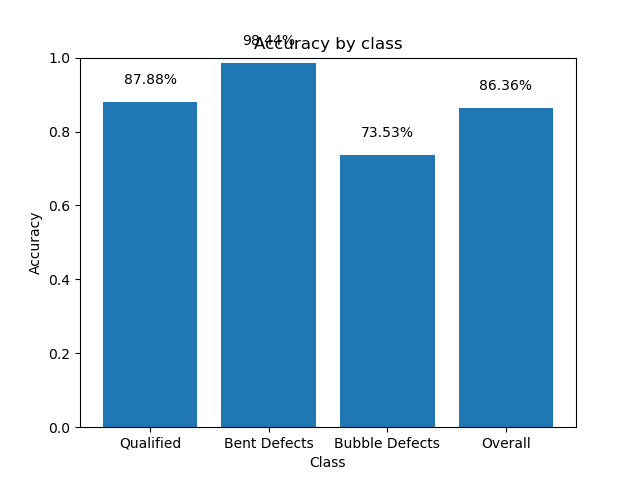 Accuracy by class
98.44%
87.88%
86.36%
73.53%
1.0
0.8
0.6
0.4
0.2
0.0
Accuracy
Qualified Bent Defects Bubble Defects Overall
Class